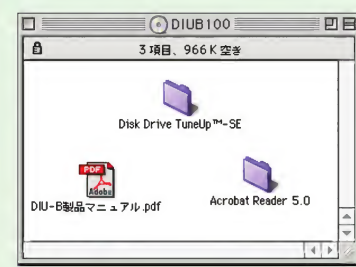 DIUB100
3 項目、966 K 空き
Disk Drive TuneUp™-SE
PDF
Adobe
DIU-B製品マニュアル.pdf
Acrobat Reader 5.0